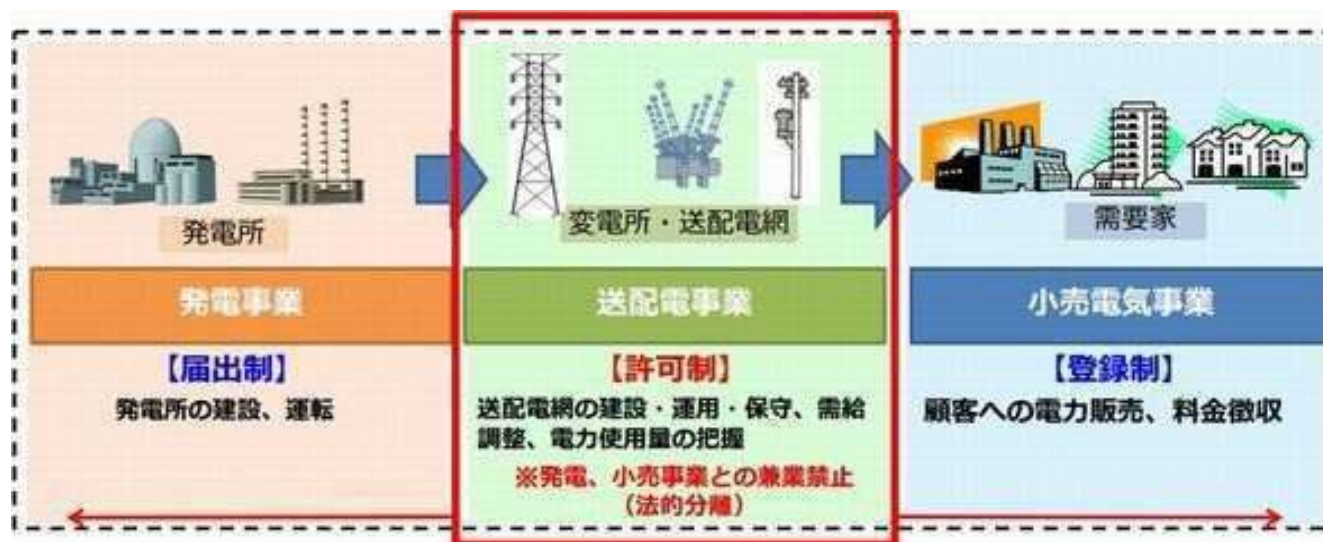 発電所
変電所・送配電網
需要家
発電事業
送配電事業
小売電気事業
【届出制】
【許可制】
【登録制】
発電所の建設、運転
送配電網の建設・運用・保守、需給
調整、電力使用量の把握
顧客への電力販売、料金徴収
※発電、小売事業との兼業禁止
（法的分離）